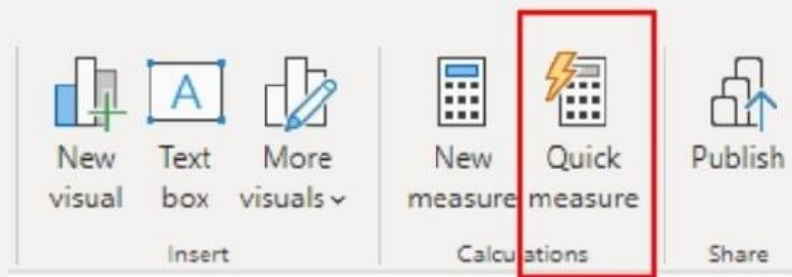 A
New Text More New Quick Publish
visual box visuals measure measure
Insert Calculations Share